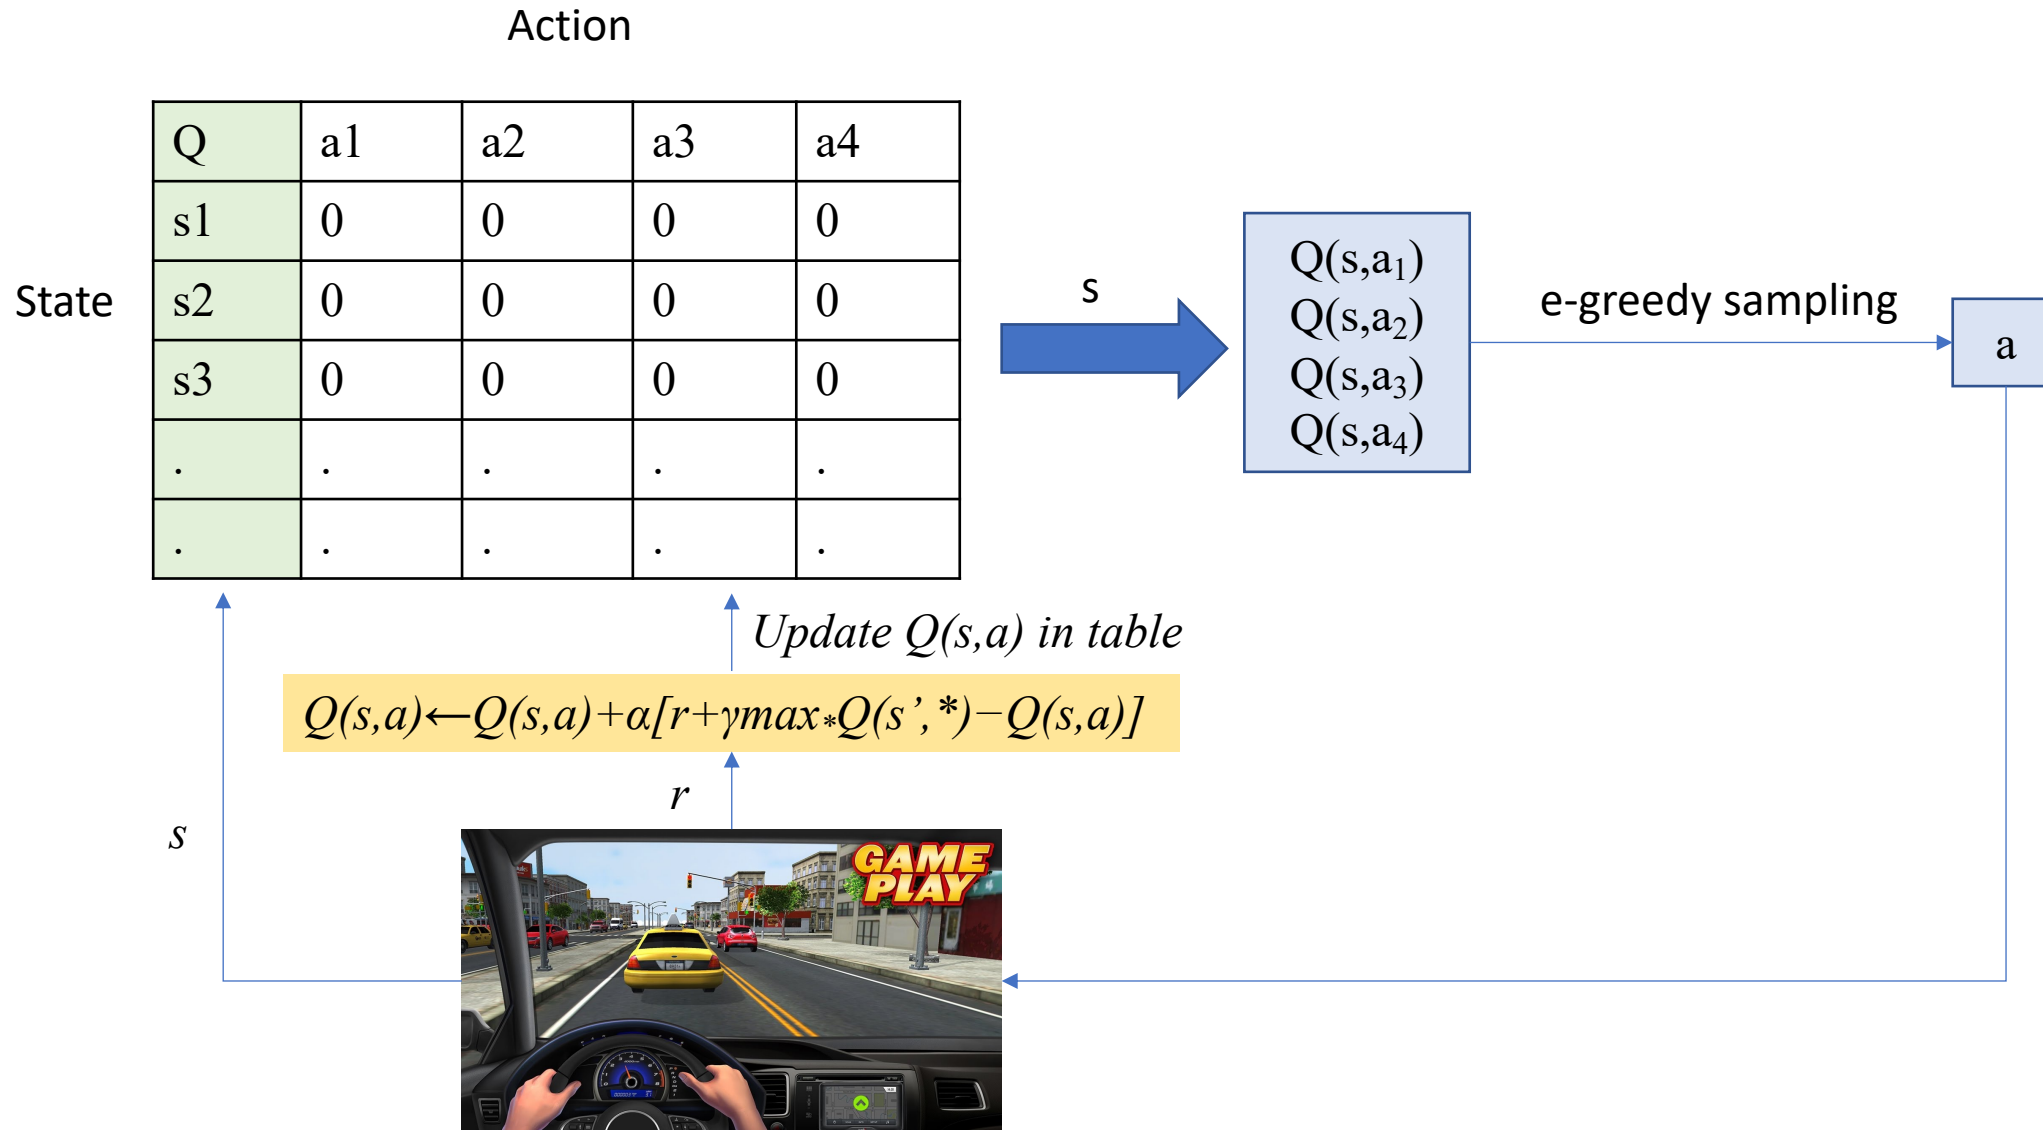 Action
Q a1 a2 a3 a4
s1 0 0 0 0
State
s2 0 0 0 0
s3 0 0 0 0
. . . . .
. . . . .
s
Q(s,a₁)
Q(s,a₂)
Q(s,a₃)
Q(s,a₄)
e-greedy sampling
a
Update Q(s,a) in table
Q(s,a)←Q(s,a)+α[r+γmax*Q(s’,*)−Q(s,a)]
r
s
GAME
PLAY